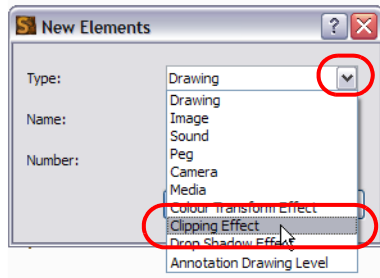 New Elements
Type: Drawing
Drawing
Name: Image
Sound
Number: Peg
Camera
Media
Colour Transform Effect
Clipping Effect
Drop Shadow Effect
Annotation Drawing Level